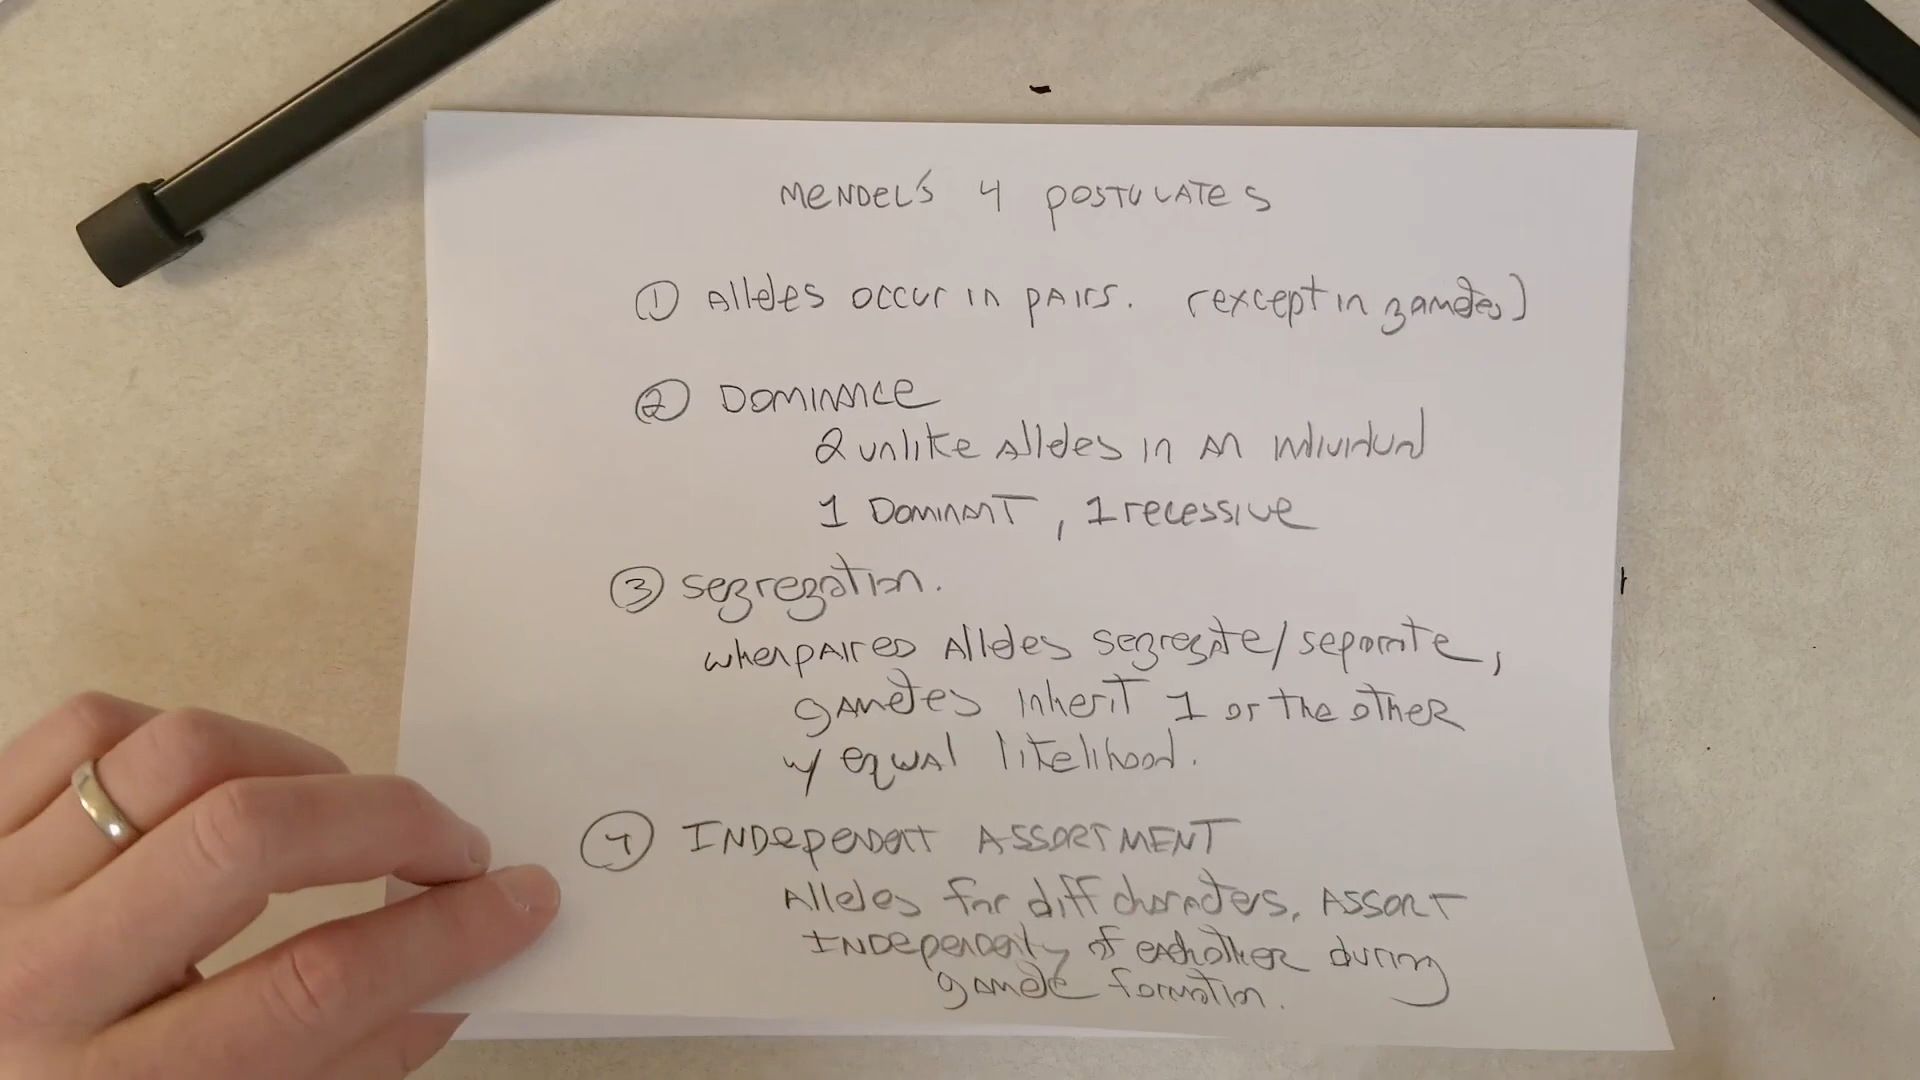 MENDEL'S 4 POSTULATES
① Alleles occur in pairs. (except in gametes)
② DOMINANCE
2 unlike Alleles in an individual
1 Dominant, 1 recessive
③ segregation.
when paired Alleles segregate/separate,
gametes inherit 1 or the other
w/ equal likelihood.
④ INDEPENDENT ASSORTMENT
Alleles for diff characters, ASSORT
INDEPENDENTLY of each other during
gamete formation.